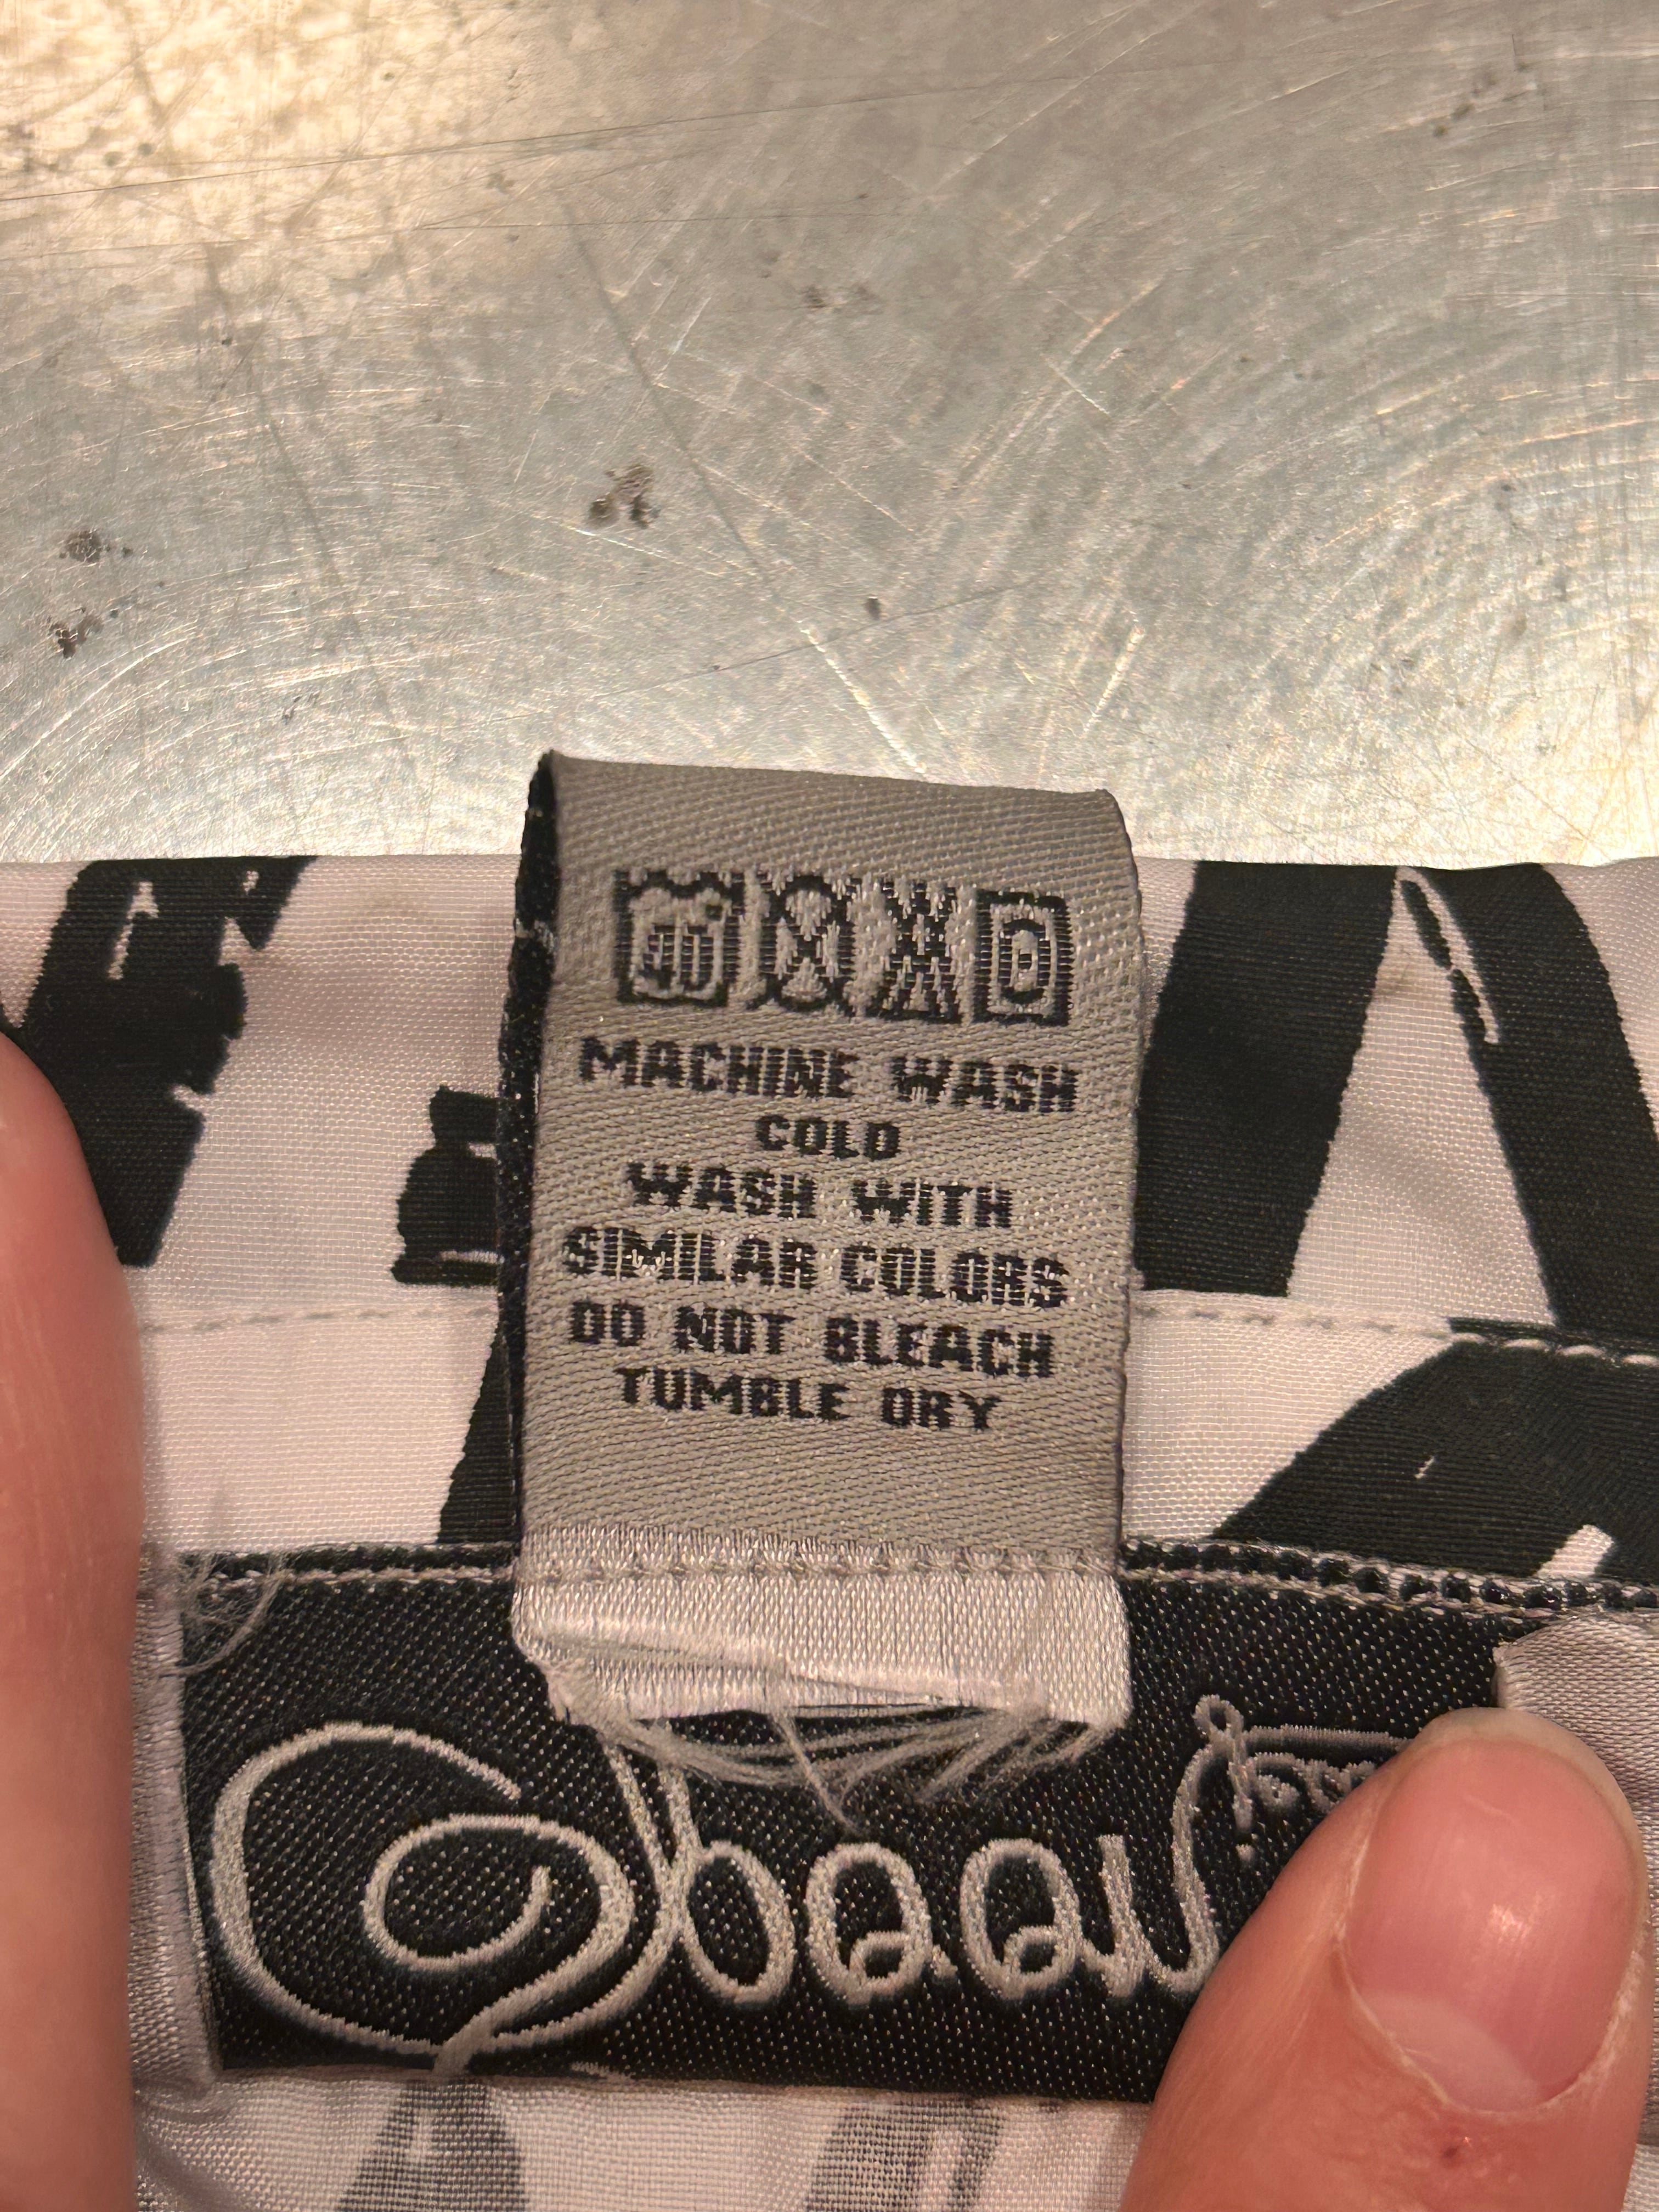 MACHINE WASH
COLD
WASH WITH
SIMILAR COLORS
DO NOT BLEACH
TUMBLE DRY